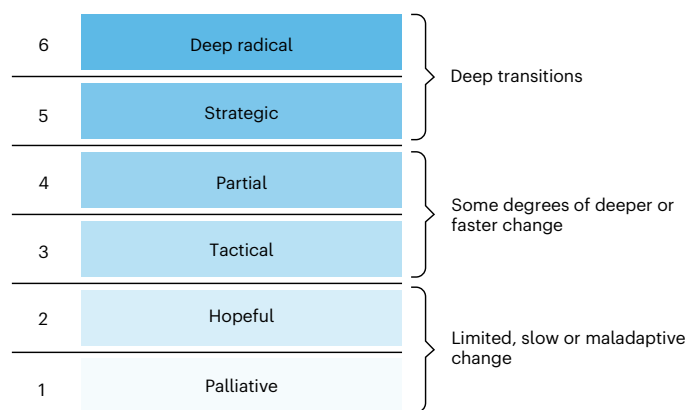 6
Deep radical
Deep transitions
5
Strategic
4
Partial
Some degrees of deeper or
faster change
3
Tactical
2
Hopeful
Limited, slow or maladaptive
change
1
Palliative